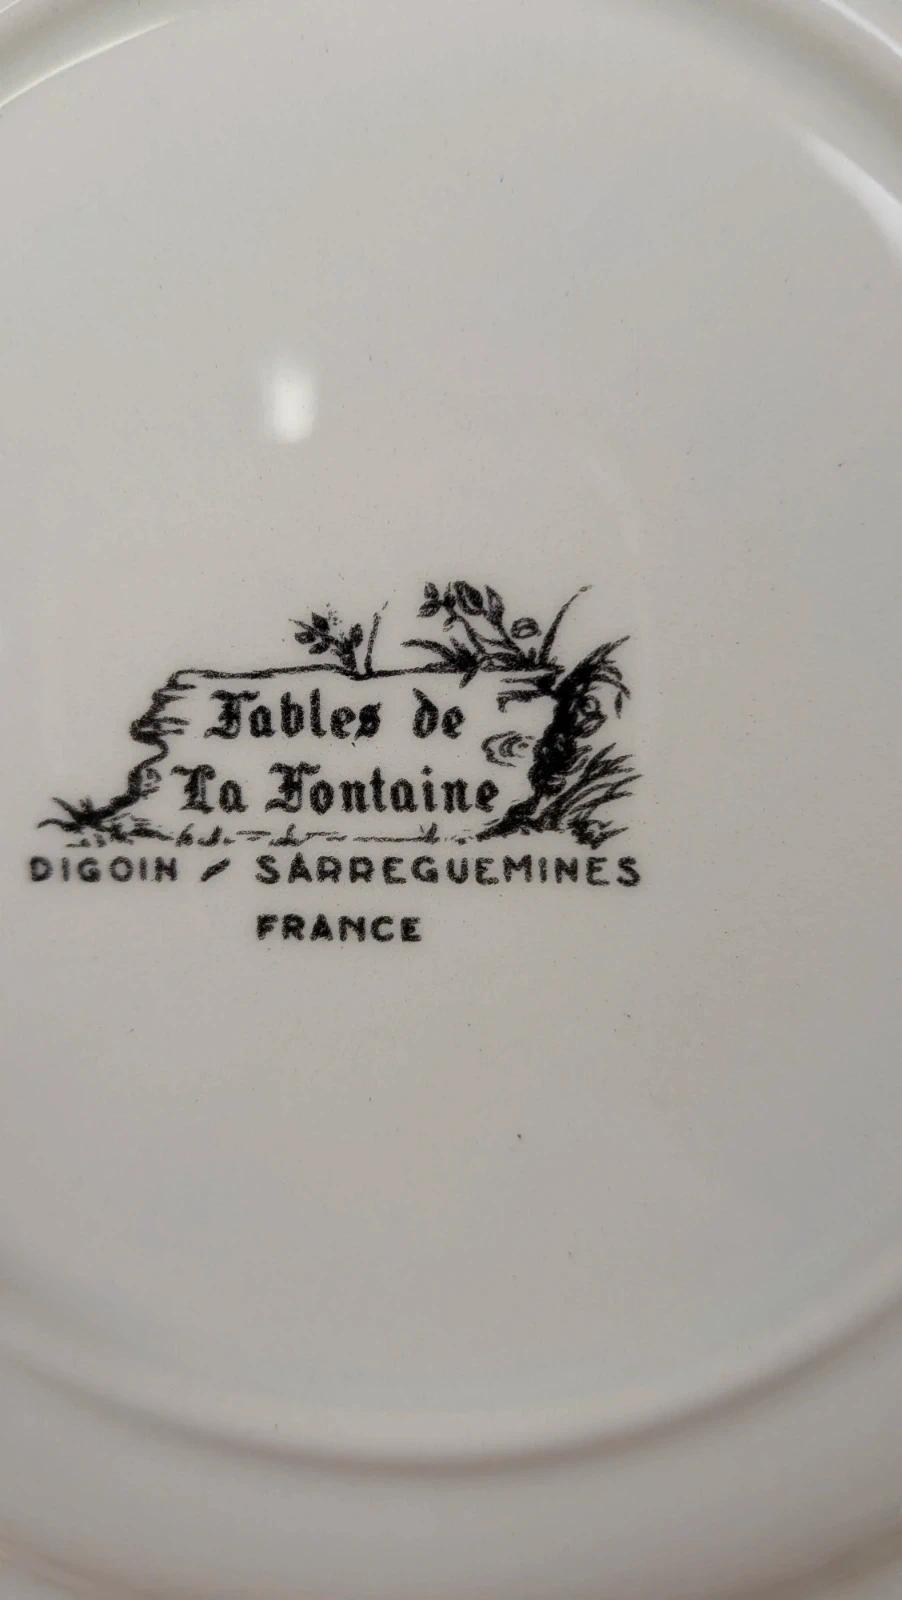 Fables de
La Fontaine
DIGOIN / SARREGUEMINES
FRANCE